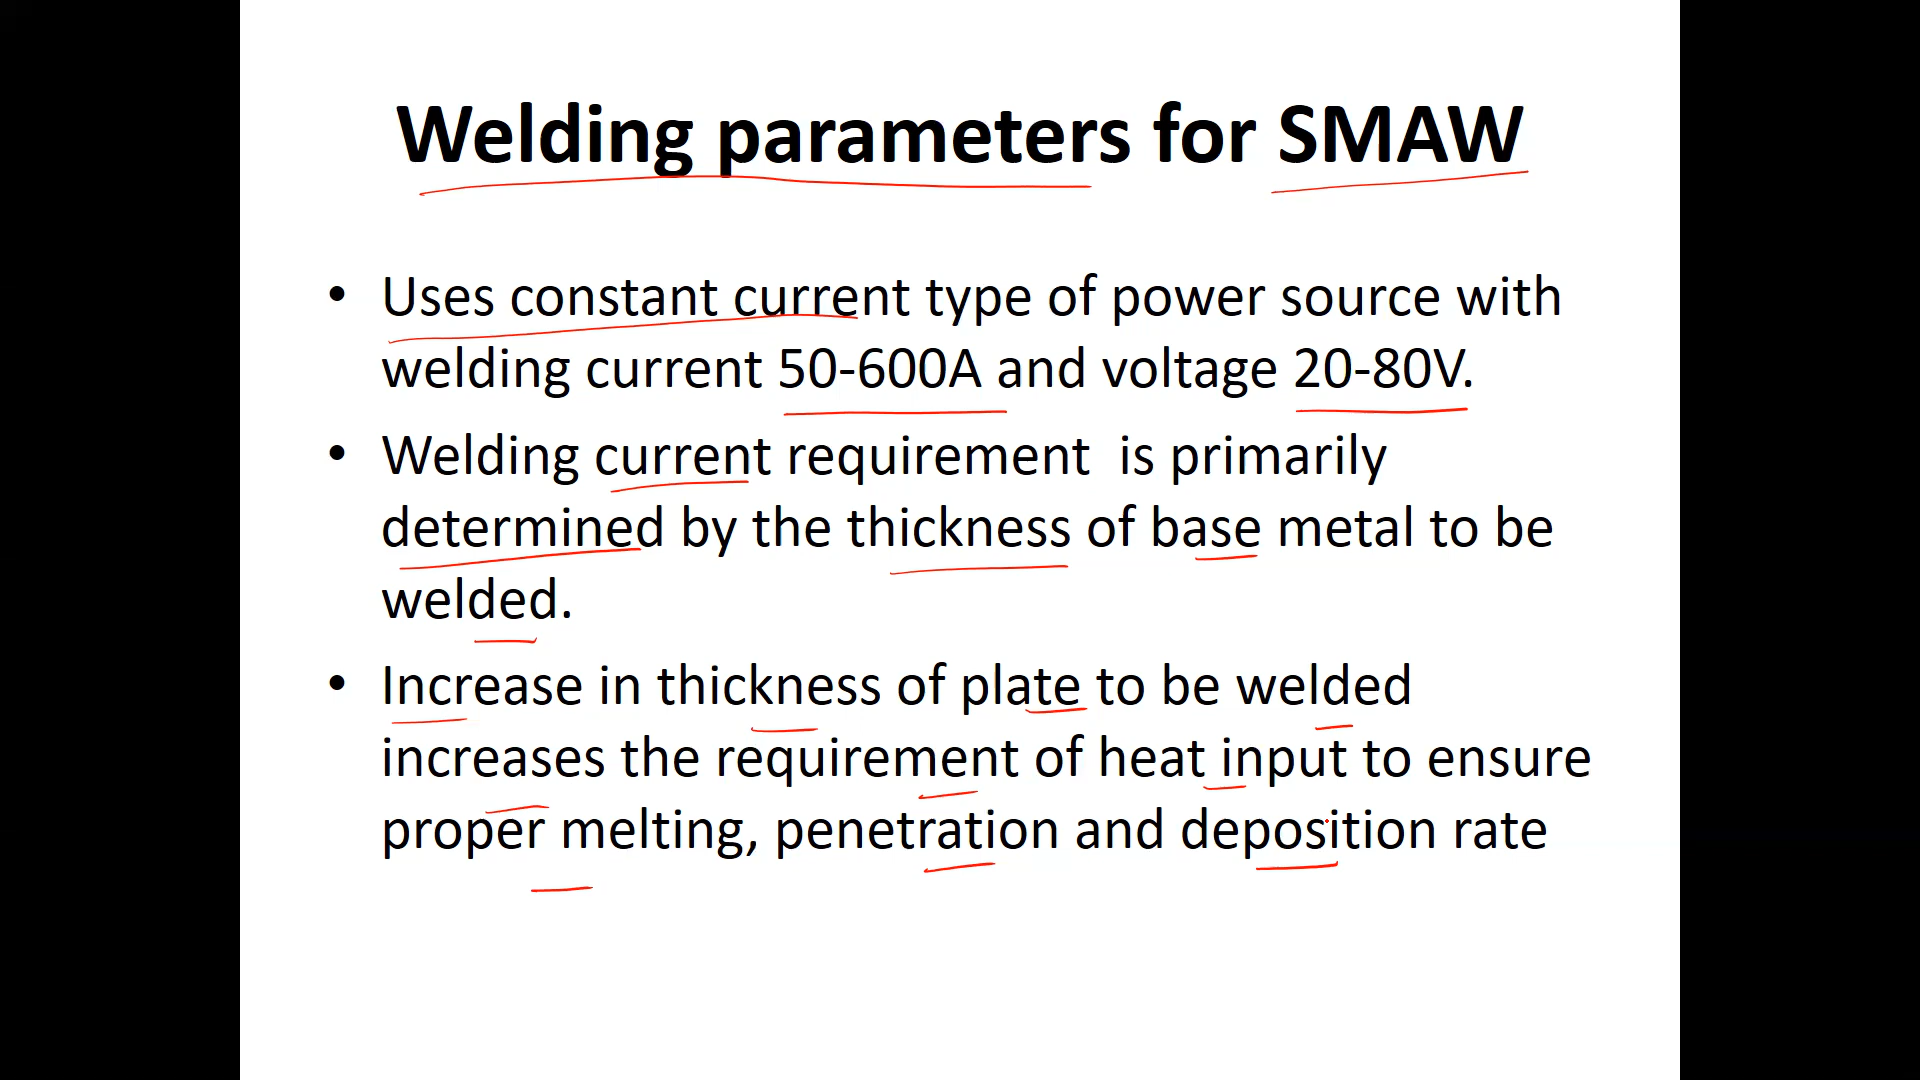 Welding parameters for SMAW
• Uses constant current type of power source with
welding current 50-600A and voltage 20-80V.
• Welding current requirement  is primarily
determined by the thickness of base metal to be
welded.
• Increase in thickness of plate to be welded
increases the requirement of heat input to ensure
proper melting, penetration and deposition rate